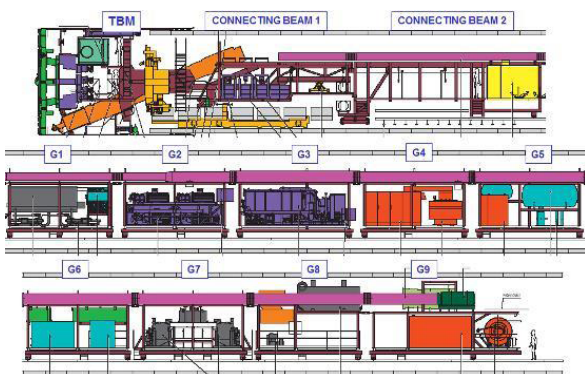 TBM
CONNECTING BEAM 1
CONNECTING BEAM 2
G1
G2
G3
G4
G5
G6
G7
G8
G9